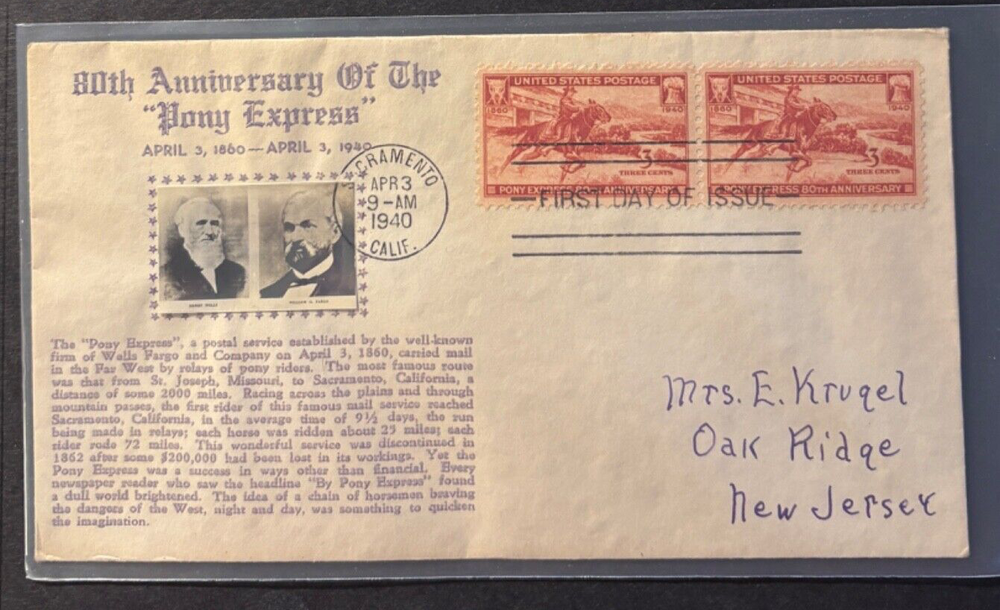 80th Anniversary Of The
"Pony Express"
APRIL 3, 1860 — APRIL 3, 1940
HENRY WELLS
WILLIAM G. FARGO
The "Pony Express", a postal service established by the well-known
firm of Wells Fargo and Company on April 3, 1860, carried mail
in the Far West by relays of pony riders. The most famous route
was that from St. Joseph, Missouri, to Sacramento, California, a
distance of some 2000 miles. Racing across the plains and through
mountain passes, the first rider of this famous mail service reached
Sacramento, California, in the average time of 9½ days, the run
being made in relays; each horse was ridden about 25 miles; each
rider rode 72 miles. This wonderful service was discontinued in
1862 after some $200,000 had been lost in its workings. Yet the
Pony Express was a success in ways other than financial. Every
newspaper reader who saw the headline "By Pony Express" found
a dull world brightened. The idea of a chain of horsemen braving
the dangers of the West, night and day, was something to quicken
the imagination.
SACRAMENTO
APR 3
9-AM
1940
CALIF.
UNITED STATES POSTAGE
1860 1940
3
THREE CENTS
PONY EXPRESS 80TH ANNIVERSARY
UNITED STATES POSTAGE
1860 1940
3
THREE CENTS
PONY EXPRESS 80TH ANNIVERSARY
FIRST DAY OF ISSUE
Mrs. E. Krugel
Oak Ridge
New Jersey